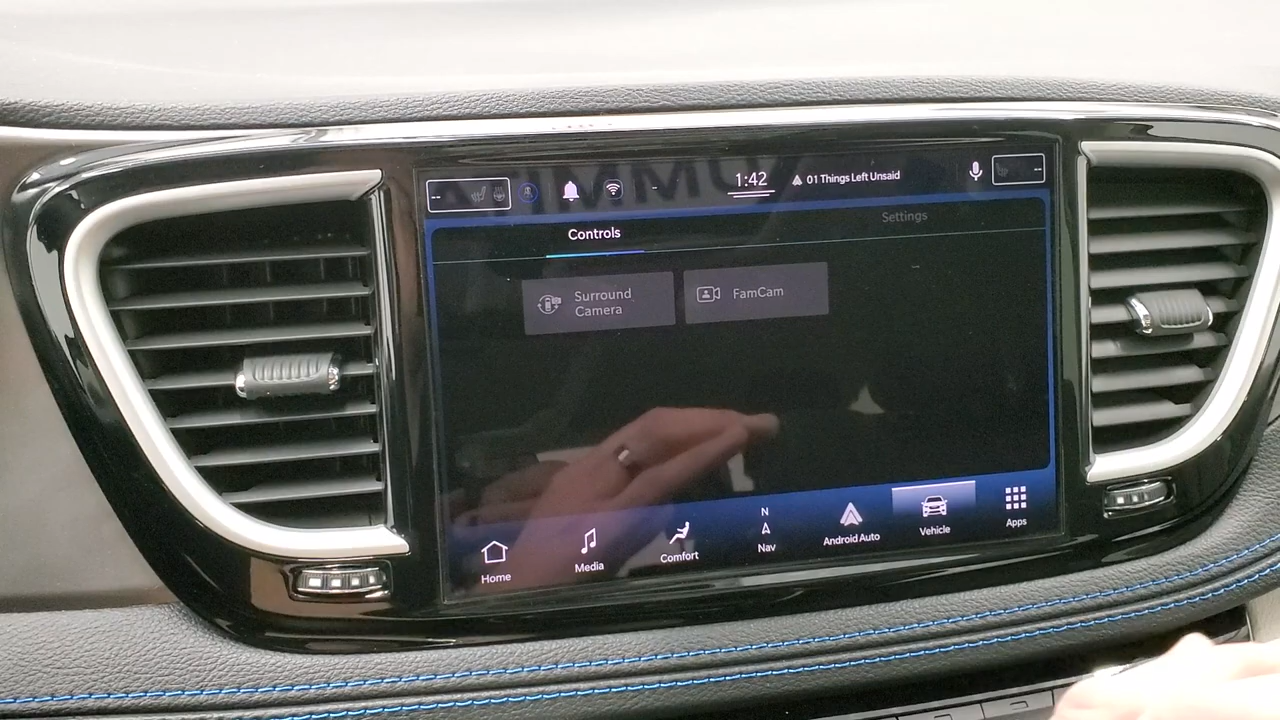 --
1:42
01 Things Left Unsaid
--
Controls
Settings
Surround
Camera
FamCam
Home
Media
Comfort
N
Nav
Android Auto
Vehicle
Apps